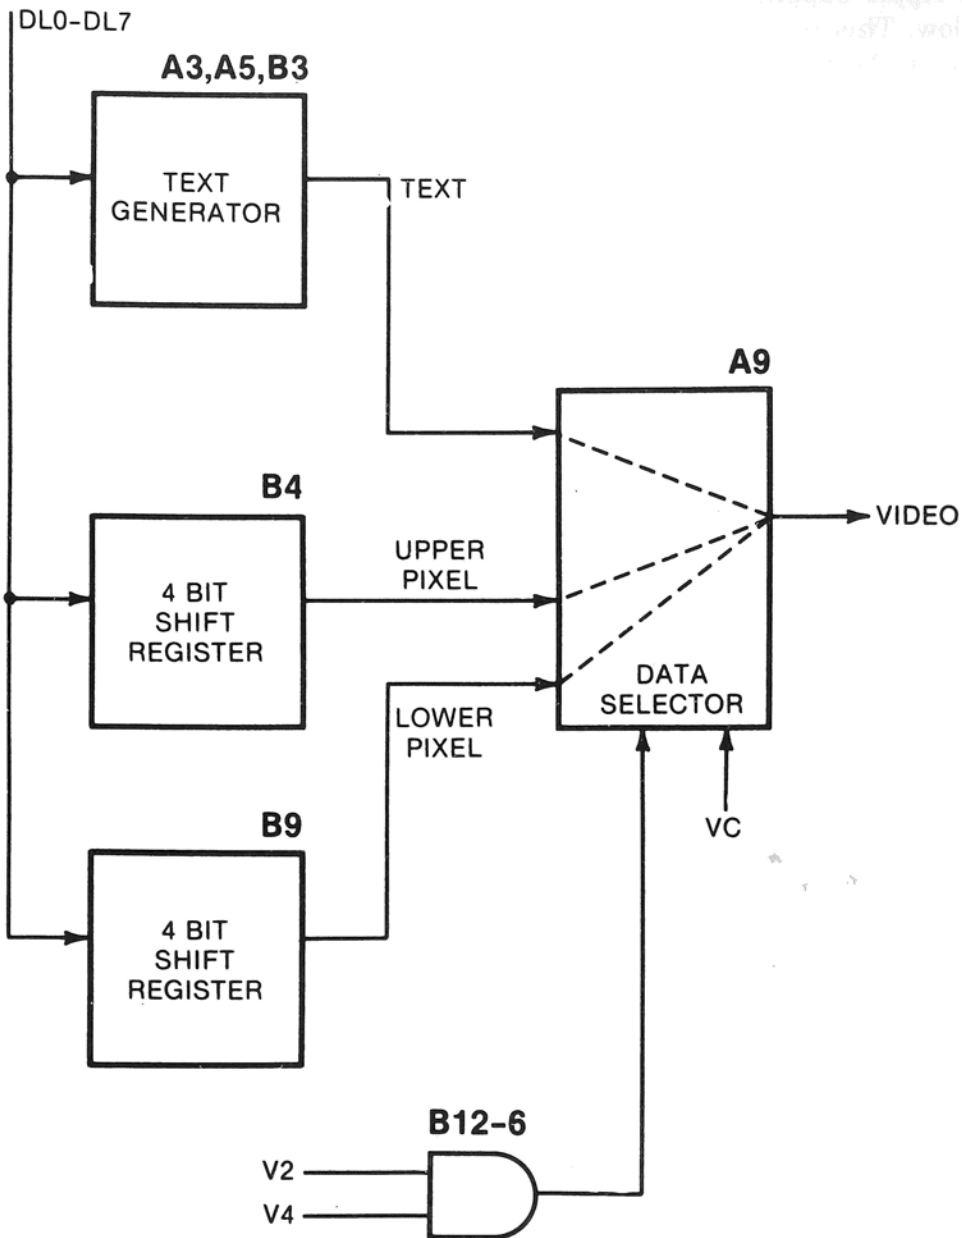 DL0-DL7
A3,A5,B3
TEXT
GENERATOR
TEXT
A9
B4
UPPER
PIXEL
4 BIT
SHIFT
REGISTER
VIDEO
DATA
SELECTOR
LOWER
PIXEL
VC
B9
4 BIT
SHIFT
REGISTER
B12-6
V2
V4